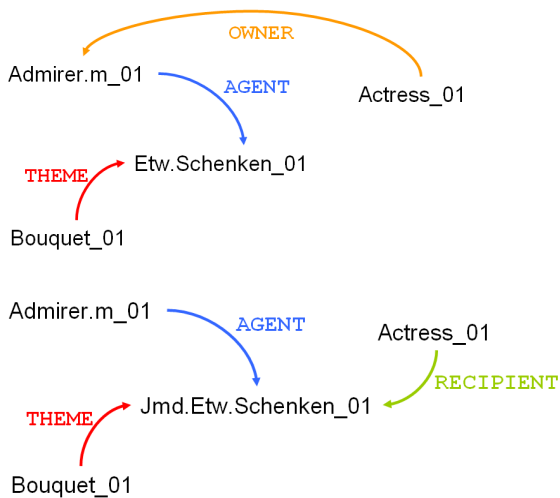 OWNER
Admirer.m_01
AGENT
Actress_01
Etw.Schenken_01
THEME
Bouquet_01
Admirer.m_01
AGENT
Actress_01
RECIPIENT
Jmd.Etw.Schenken_01
THEME
Bouquet_01